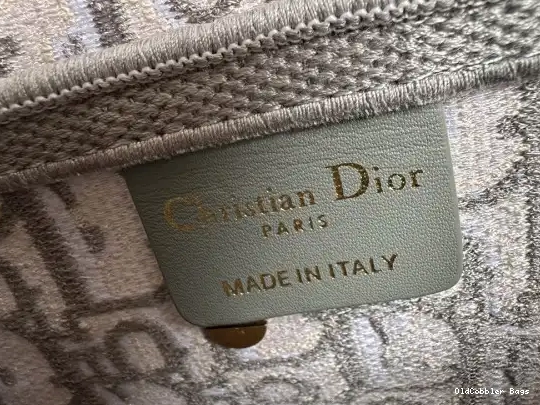 Christian Dior
PARIS
MADE IN ITALY
OldCobbler Bags